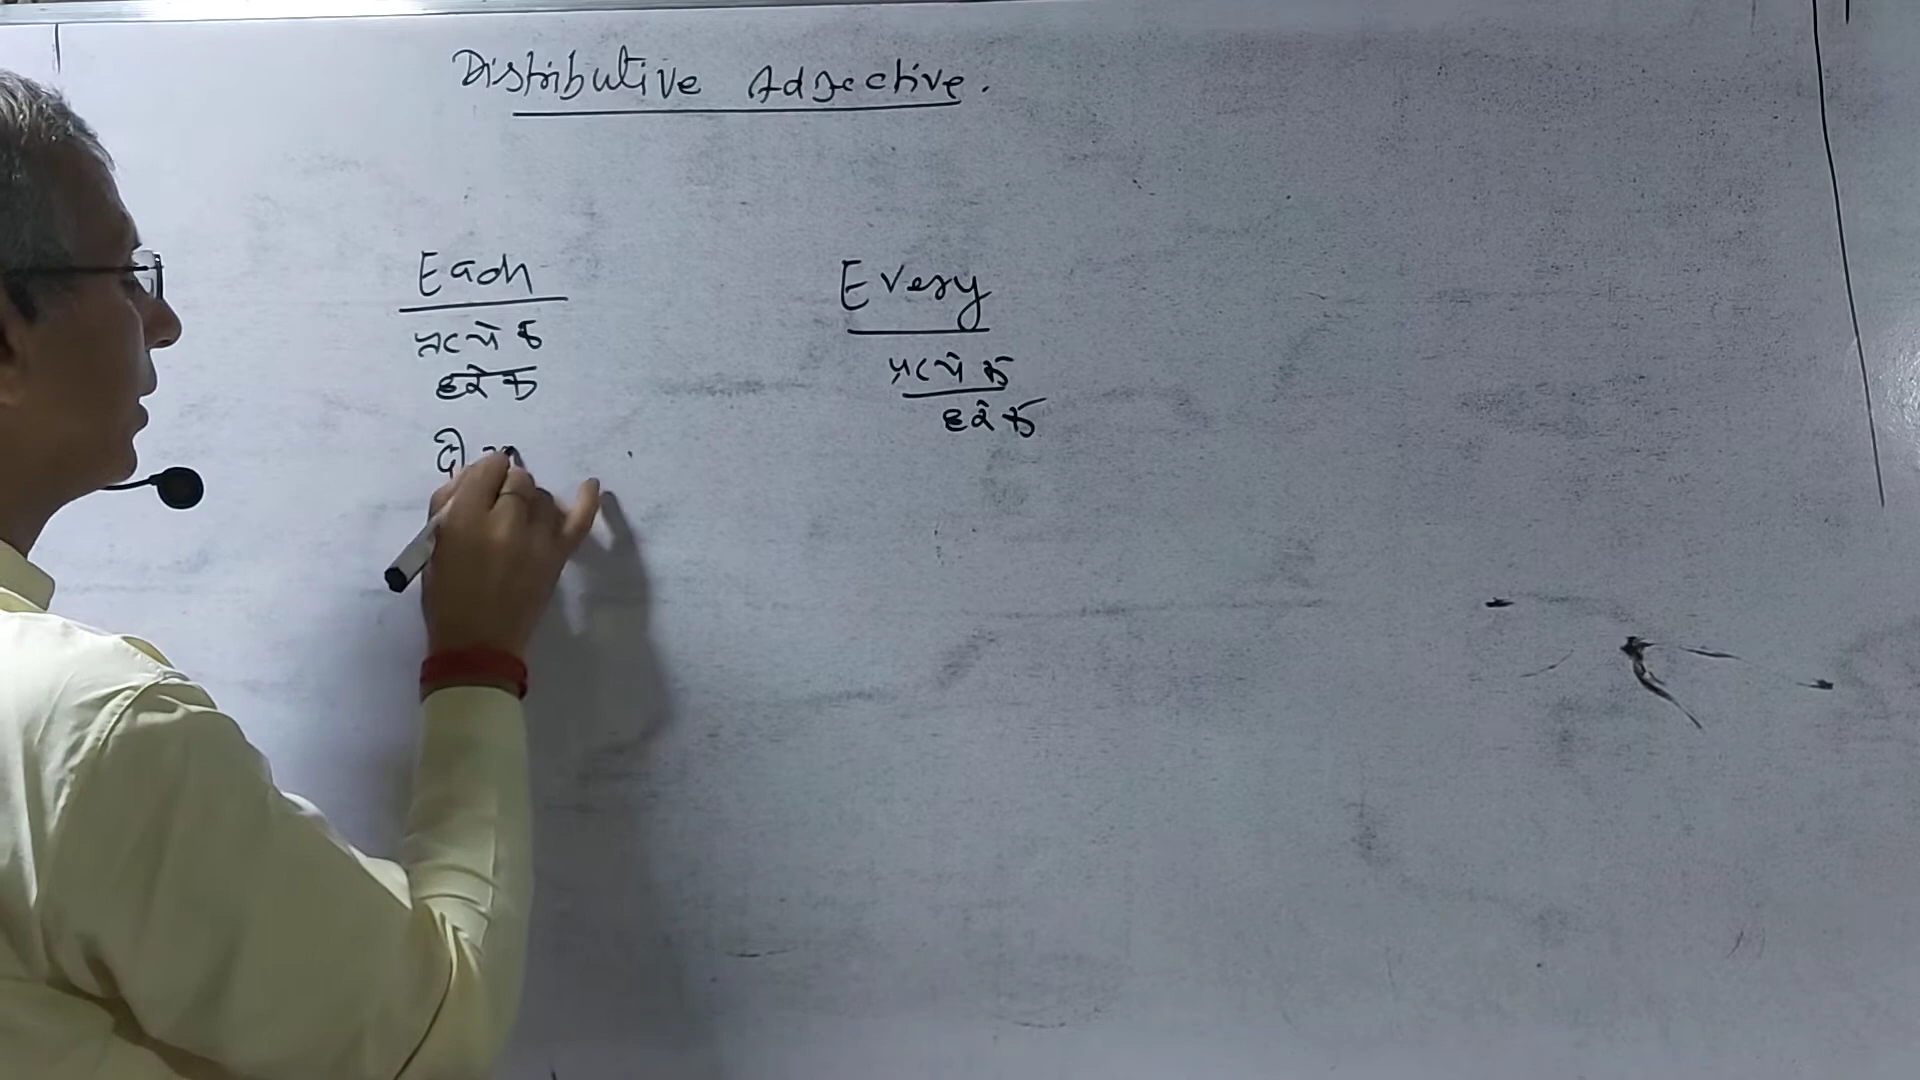 Distributive Adjective.
Each
प्रत्येक
हरेक
दो
Every
प्रत्येक
हरेक